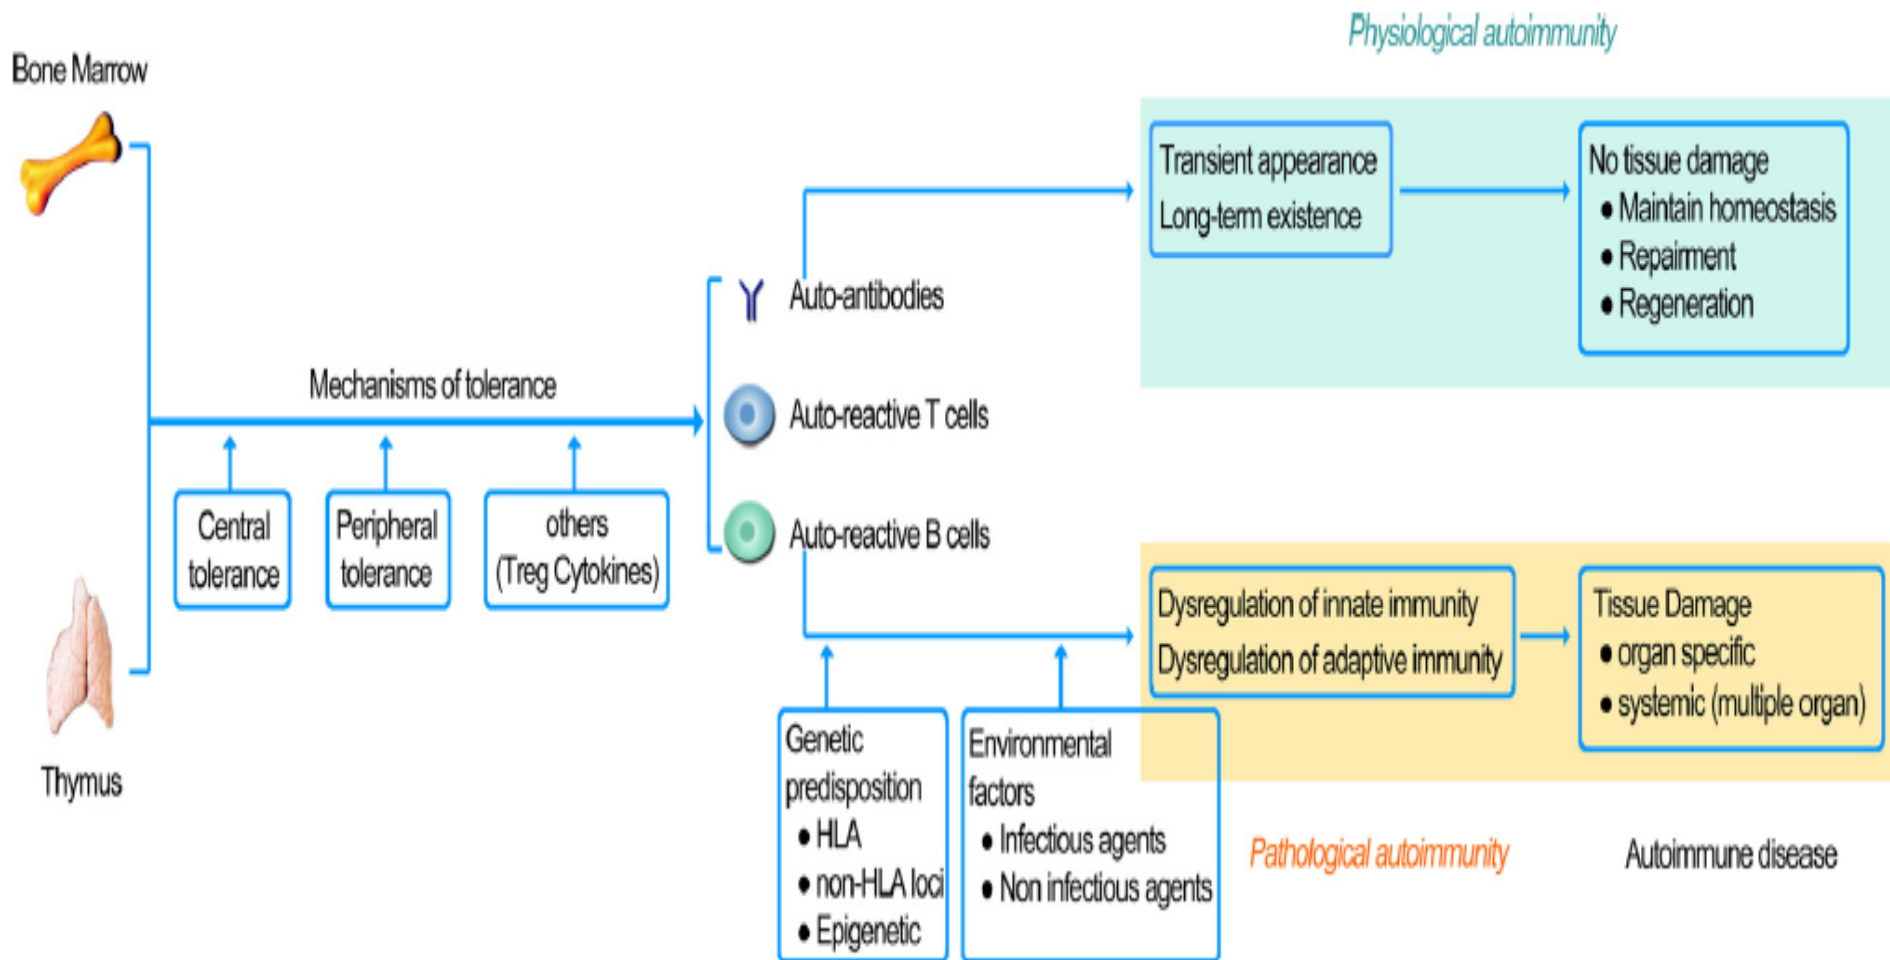 Physiological autoimmunity
Bone Marrow
Transient appearance
Long-term existence
No tissue damage
● Maintain homeostasis
● Repairment
● Regeneration
Auto-antibodies
Mechanisms of tolerance
Auto-reactive T cells
Central
tolerance
Peripheral
tolerance
others
(Treg Cytokines)
Auto-reactive B cells
Dysregulation of innate immunity
Dysregulation of adaptive immunity
Tissue Damage
● organ specific
● systemic (multiple organ)
Thymus
Genetic
predisposition
● HLA
● non-HLA loci
● Epigenetic
Environmental
factors
● Infectious agents
● Non infectious agents
Pathological autoimmunity
Autoimmune disease